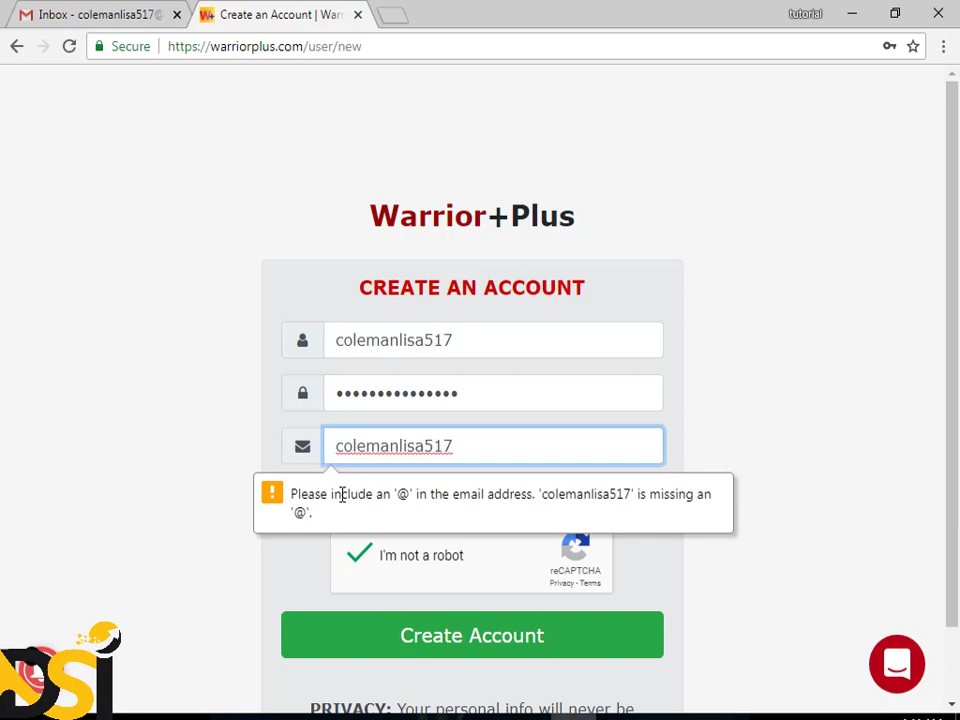 Inbox - colemanlisa517@
Create an Account | Warr
tutorial
Secure
https://warriorplus.com/user/new
Warrior+Plus
CREATE AN ACCOUNT
colemanlisa517
•••••••••••••••
colemanlisa517
Please include an '@' in the email address. 'colemanlisa517' is missing an
'@'.
I'm not a robot
reCAPTCHA
Privacy - Terms
Create Account
PRIVACY: Your personal info will never be
DSI